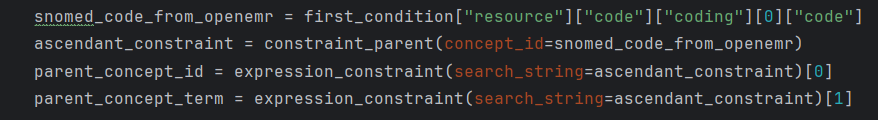 snomed_code_from_openemr = first_condition["resource"]["code"]["coding"][0]["code"]
ascendant_constraint = constraint_parent(concept_id=snomed_code_from_openemr)
parent_concept_id = expression_constraint(search_string=ascendant_constraint)[0]
parent_concept_term = expression_constraint(search_string=ascendant_constraint)[1]